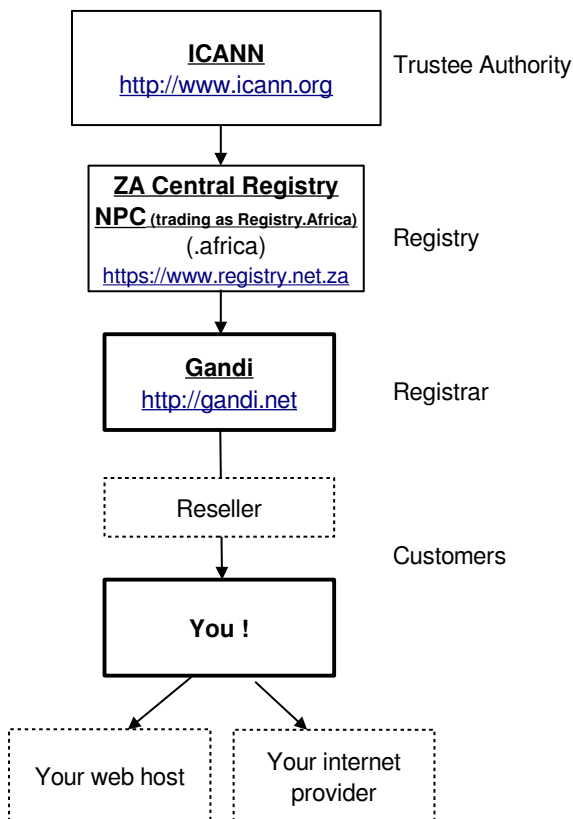 ICANN
http://www.icann.org
Trustee Authority
ZA Central Registry
NPC (trading as Registry.Africa)
(.africa)
https://www.registry.net.za
Registry
Gandi
http://gandi.net
Registrar
Reseller
Customers
You !
Your web host
Your internet
provider